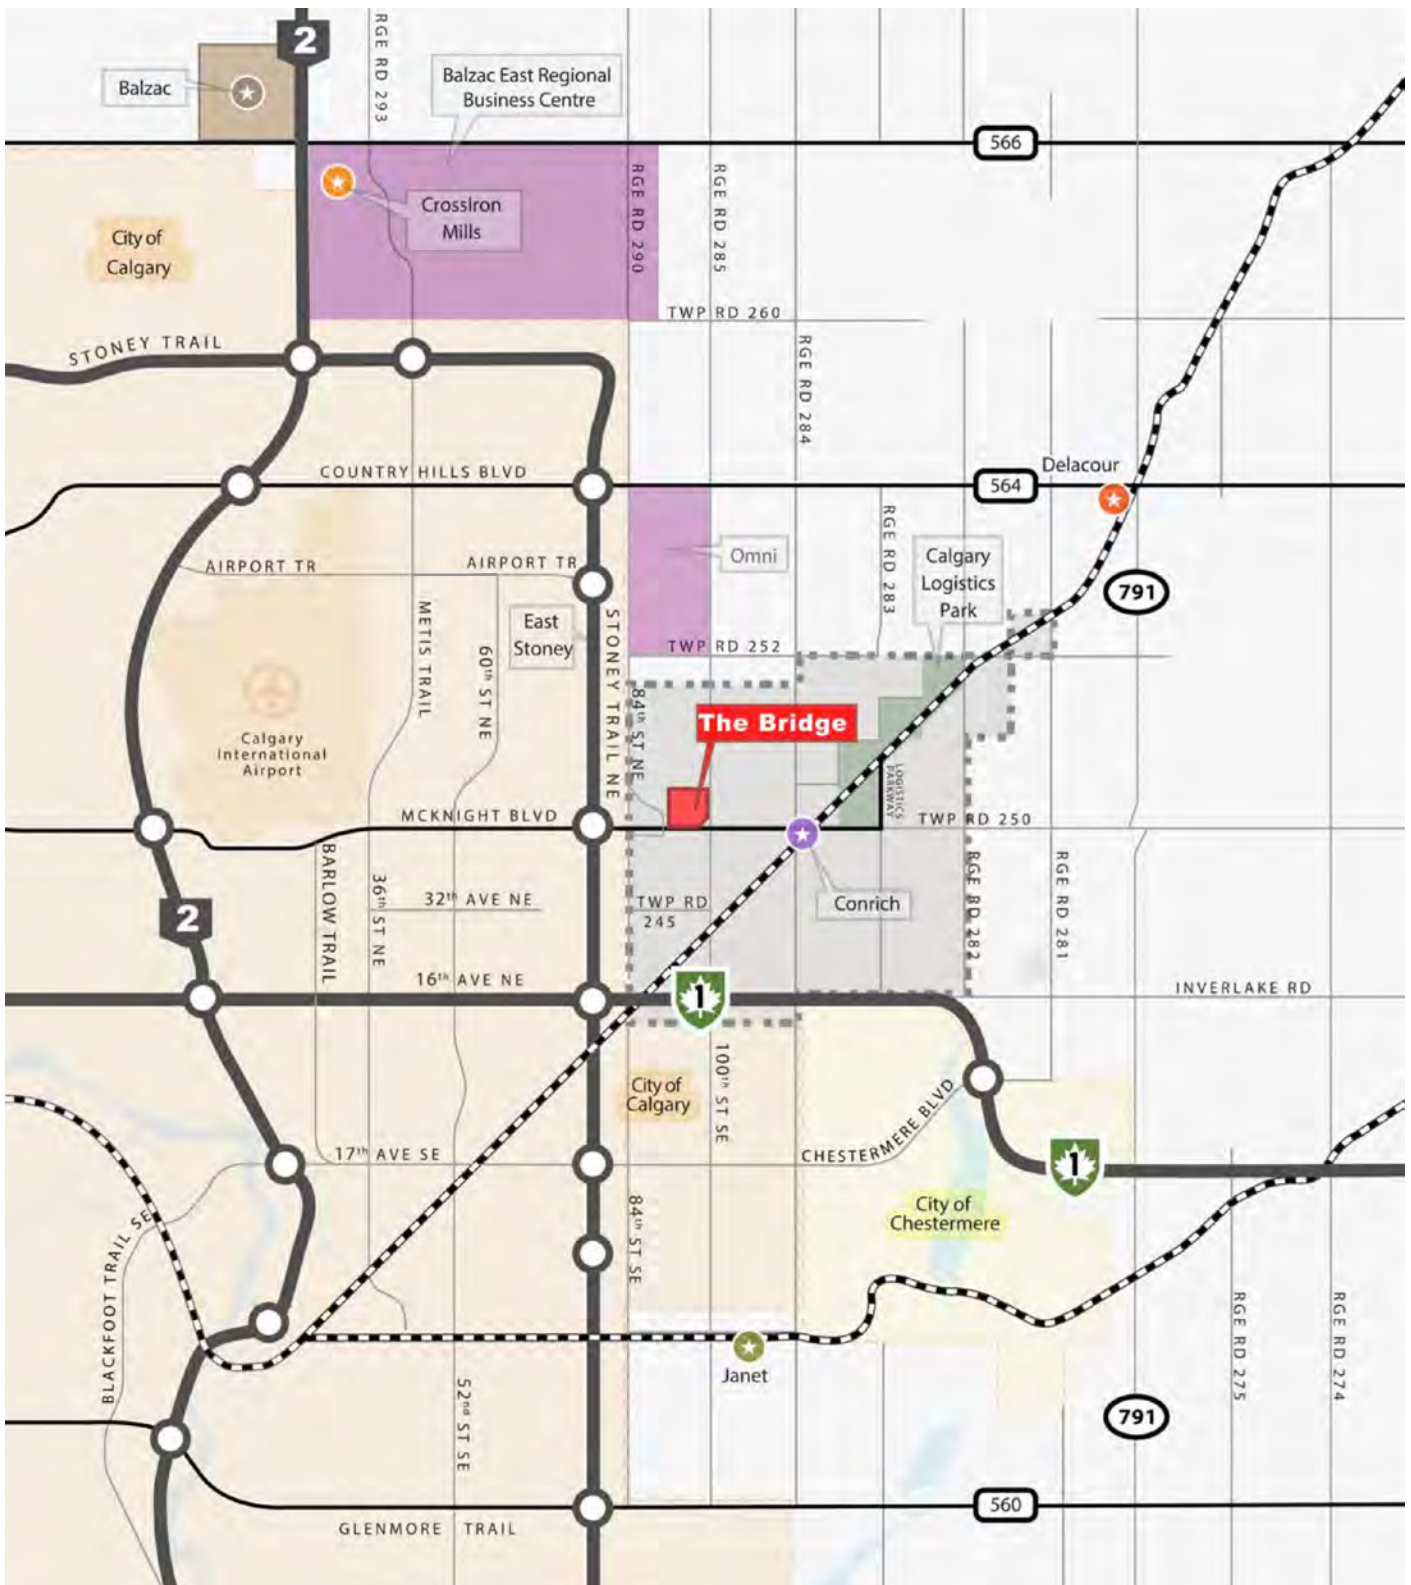 2
RGE RD 293
Balzac
Balzac East Regional
Business Centre
566
CrossIron
Mills
RGE RD 290
RGE RD 285
City of
Calgary
TWP RD 260
STONEY TRAIL
RGE RD 284
COUNTRY HILLS BLVD
Delacour
564
RGE RD 283
AIRPORT TR
AIRPORT TR
Omni
Calgary
Logistics
Park
791
METIS TRAIL
60th ST NE
East
Stoney
STONEY TRAIL NE
TWP RD 252
84th ST NE
The Bridge
Calgary
International
Airport
LOGISTICS
PARKWAY
MCKNIGHT BLVD
TWP RD 250
BARLOW TRAIL
36th ST NE
32th AVE NE
TWP RD
245
Conrich
RGE RD 282
RGE RD 281
2
16th AVE NE
1
INVERLAKE RD
City of
Calgary
100th ST SE
CHESTERMERE BLVD
17th AVE SE
1
84th ST SE
City of
Chestermere
BLACKFOOT TRAIL SE
RGE RD 275
RGE RD 274
Janet
52nd ST SE
791
560
GLENMORE TRAIL